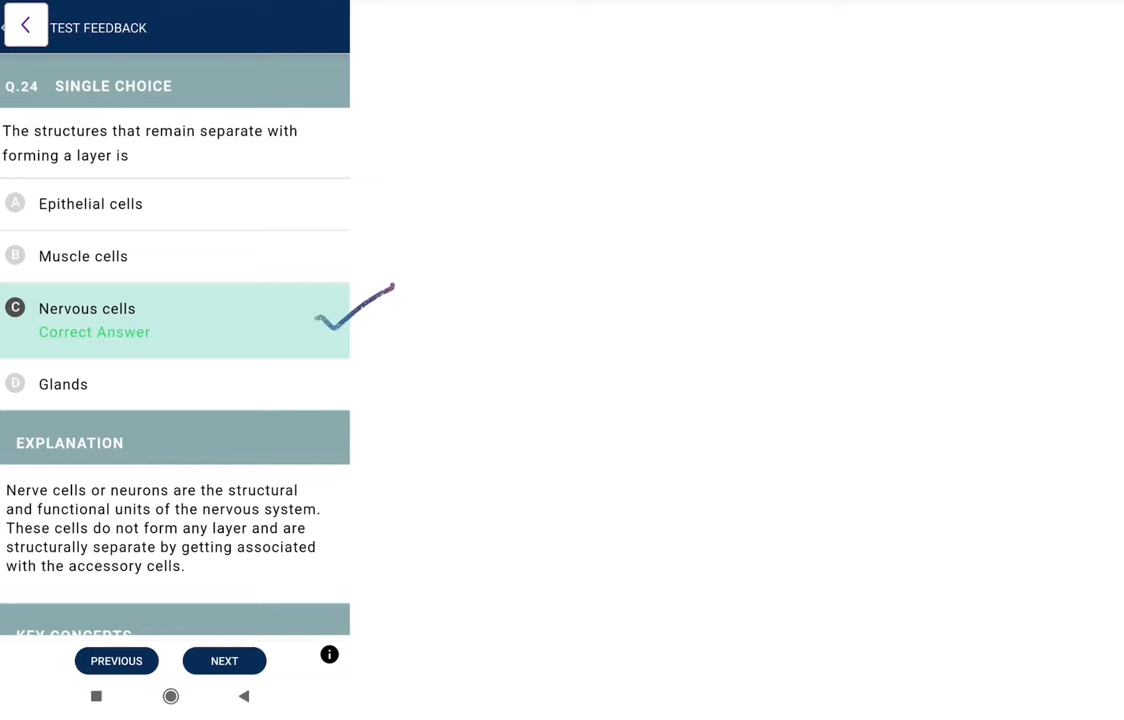 TEST FEEDBACK
Q.24 SINGLE CHOICE
The structures that remain separate with
forming a layer is
A Epithelial cells
B Muscle cells
C Nervous cells
Correct Answer
D Glands
EXPLANATION
Nerve cells or neurons are the structural
and functional units of the nervous system.
These cells do not form any layer and are
structurally separate by getting associated
with the accessory cells.
KEY CONCEPTS
PREVIOUS NEXT